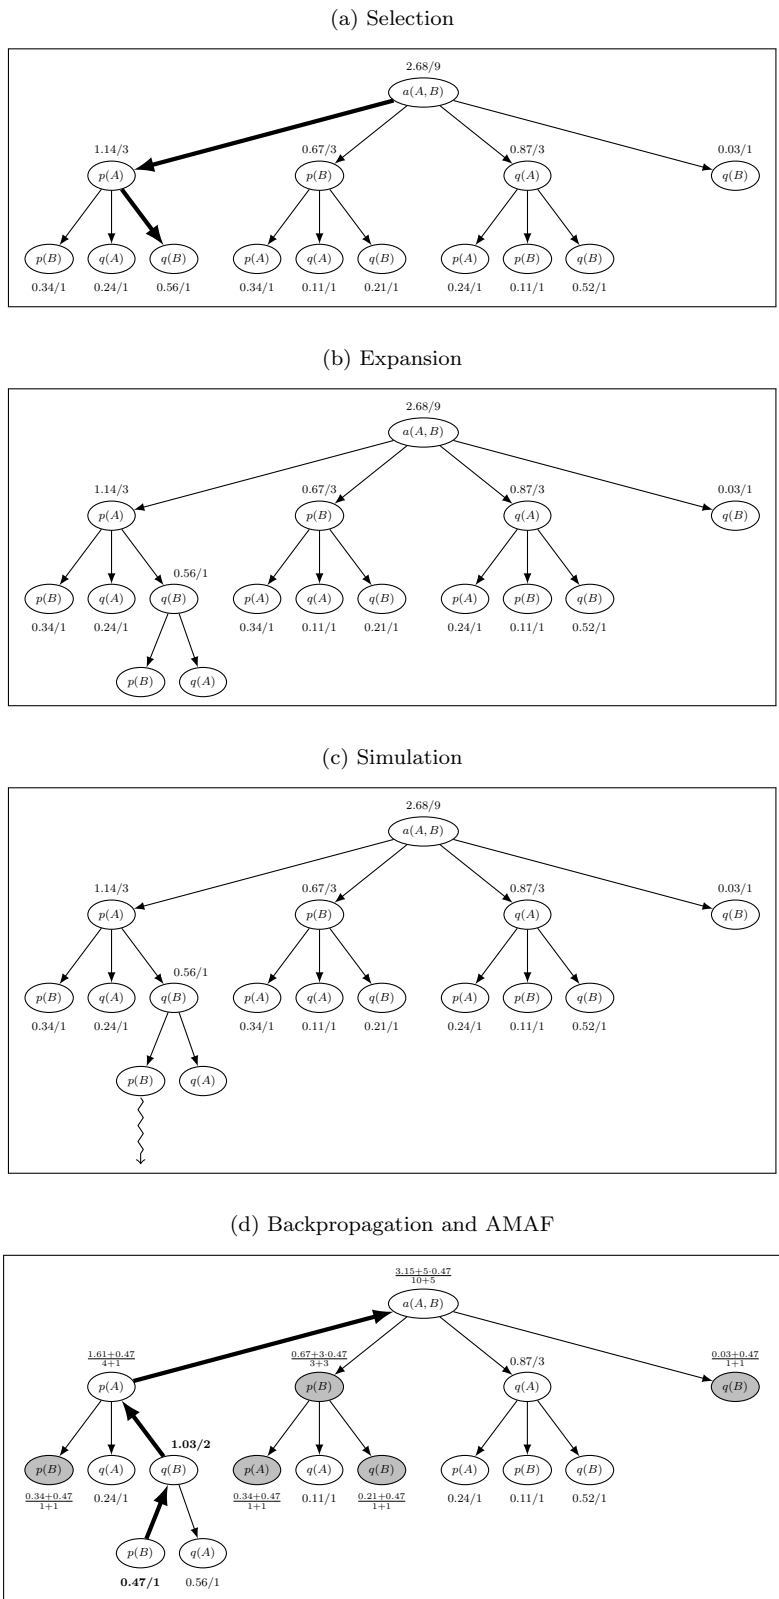 (a) Selection
2.68/9
a(A, B)
1.14/3 0.67/3 0.87/3 0.03/1
p(A) p(B) q(A) q(B)
p(B) q(A) q(B) p(A) q(A) q(B) p(A) p(B) q(B)
0.34/1 0.24/1 0.56/1 0.34/1 0.11/1 0.21/1 0.24/1 0.11/1 0.52/1
(b) Expansion
2.68/9
a(A, B)
1.14/3 0.67/3 0.87/3 0.03/1
p(A) p(B) q(A) q(B)
0.56/1
p(B) q(A) q(B) p(A) q(A) q(B) p(A) p(B) q(B)
0.34/1 0.24/1 0.34/1 0.11/1 0.21/1 0.24/1 0.11/1 0.52/1
p(B) q(A)
(c) Simulation
2.68/9
a(A, B)
1.14/3 0.67/3 0.87/3 0.03/1
p(A) p(B) q(A) q(B)
0.56/1
p(B) q(A) q(B) p(A) q(A) q(B) p(A) p(B) q(B)
0.34/1 0.24/1 0.34/1 0.11/1 0.21/1 0.24/1 0.11/1 0.52/1
p(B) q(A)
(d) Backpropagation and AMAF
3.15+5·0.47
10+5
a(A, B)
1.61+0.47 0.67+3·0.47 0.87/3 0.03+0.47
4+1 3+3 1+1
p(A) p(B) q(A) q(B)
1.03/2
p(B) q(A) q(B) p(A) q(A) q(B) p(A) p(B) q(B)
0.34+0.47 0.24/1 0.34+0.47 0.11/1 0.21+0.47 0.24/1 0.11/1 0.52/1
1+1 1+1 1+1
p(B) q(A)
0.47/1 0.56/1